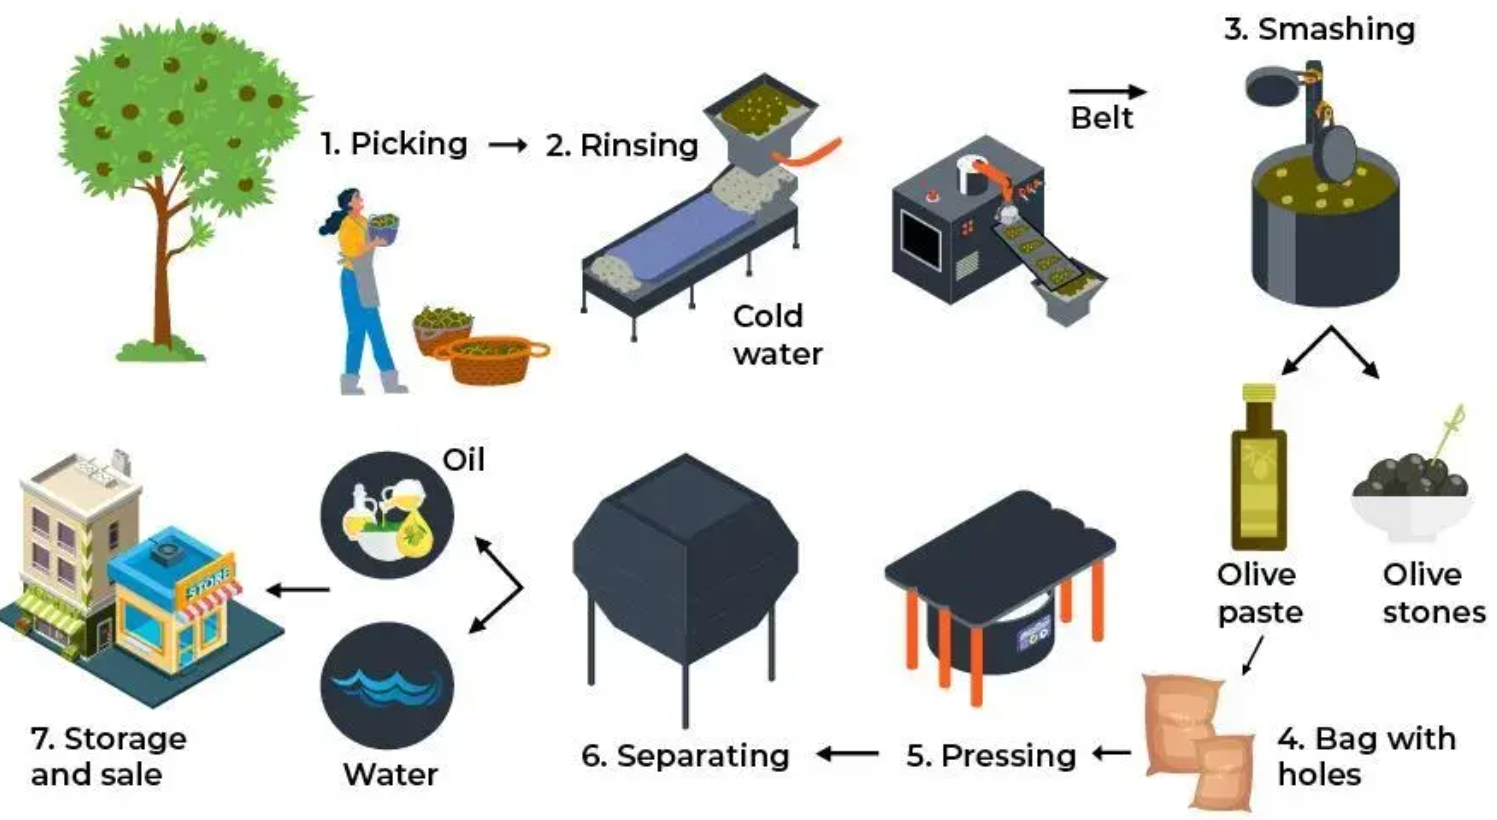 3. Smashing
1. Picking
2. Rinsing
Belt
Cold
water
Olive
paste
Olive
stones
4. Bag with
holes
5. Pressing
6. Separating
Oil
Water
STORE
7. Storage
and sale